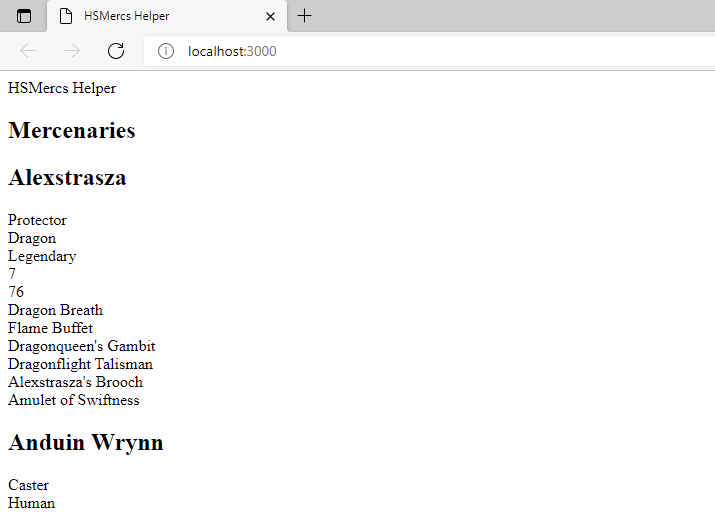 HSMercs Helper
localhost:3000
HSMercs Helper
Mercenaries
Alexstrasza
Protector
Dragon
Legendary
7
76
Dragon Breath
Flame Buffet
Dragonqueen's Gambit
Dragonflight Talisman
Alexstrasza's Brooch
Amulet of Swiftness
Anduin Wrynn
Caster
Human